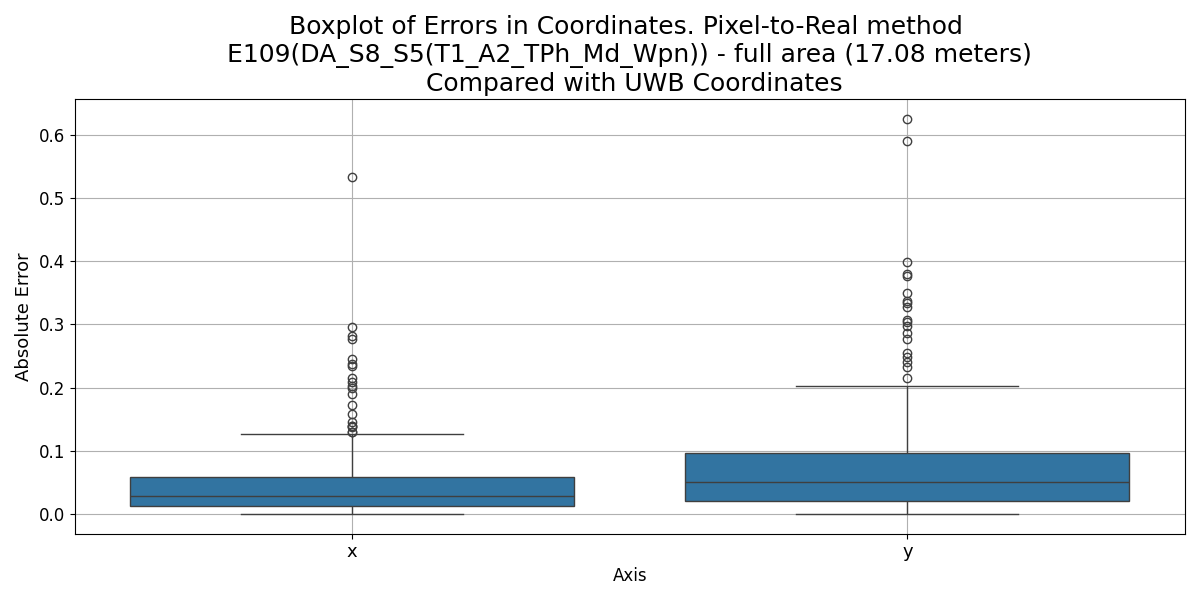 Boxplot of Errors in Coordinates. Pixel-to-Real method
E109(DA_S8_S5(T1_A2_TPh_Md_Wpn)) - full area (17.08 meters)
Compared with UWB Coordinates
Absolute Error
0.6
0.5
0.4
0.3
0.2
0.1
0.0
x
y
Axis